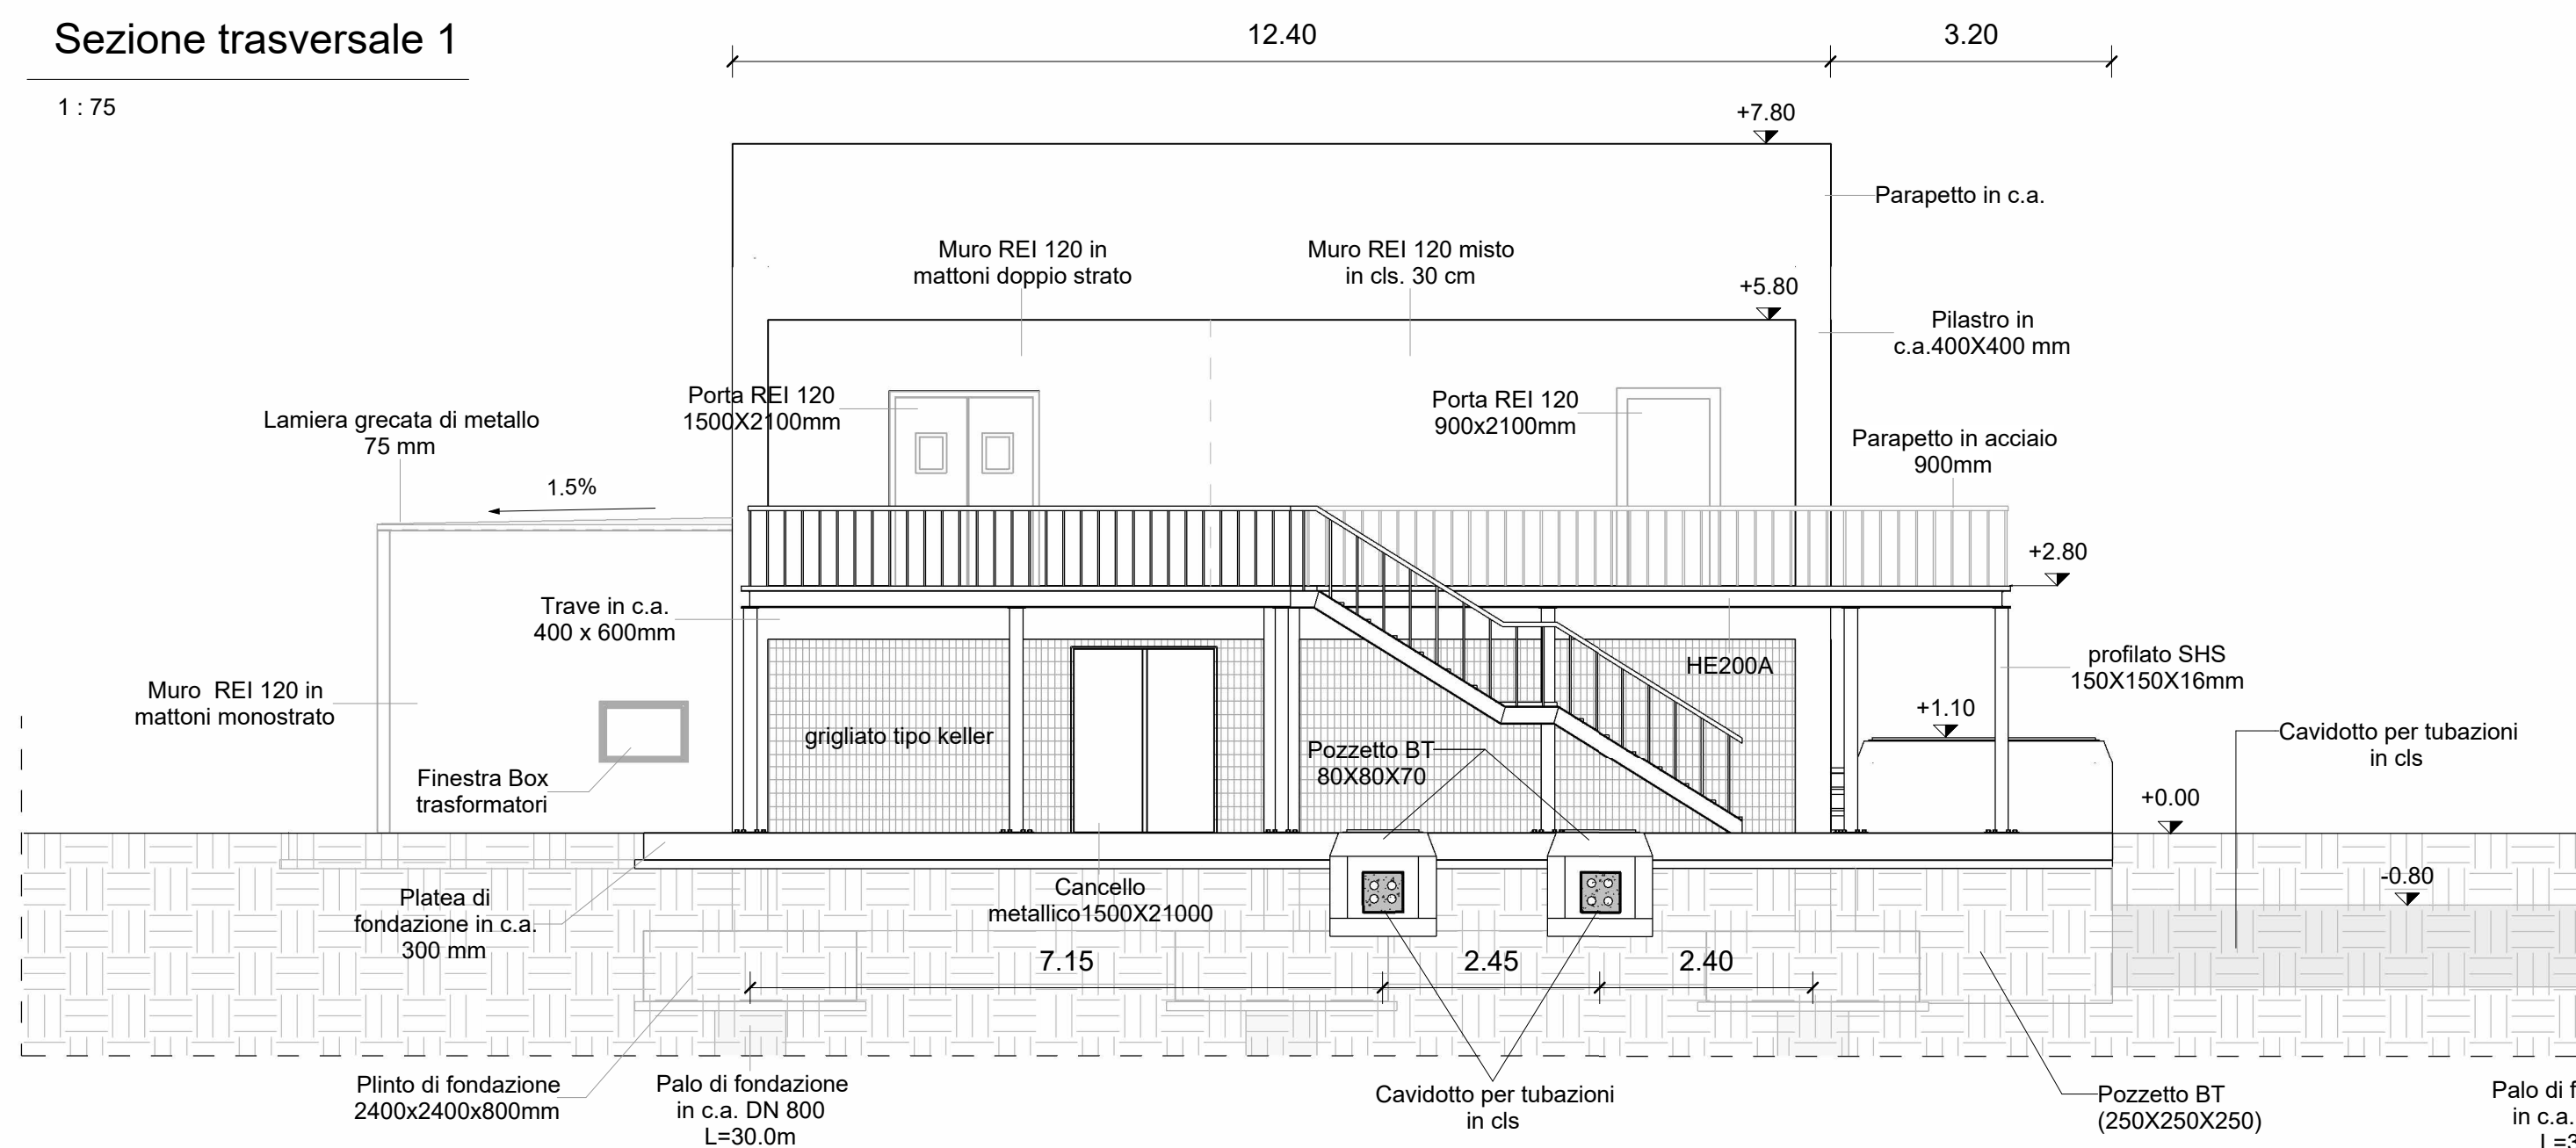 Sezione trasversale 1
1 : 75
12.40
3.20
+7.80
Parapetto in c.a.
Muro REI 120 in
mattoni doppio strato
Muro REI 120 misto
in cls. 30 cm
+5.80
Pilastro in
c.a.400X400 mm
Porta REI 120
1500X2100mm
Porta REI 120
900x2100mm
Lamiera grecata di metallo
75 mm
Parapetto in acciaio
900mm
1.5%
+2.80
Trave in c.a.
400 x 600mm
HE200A
profilato SHS
150X150X16mm
Muro  REI 120 in
mattoni monostrato
+1.10
grigliato tipo keller
Pozzetto BT
80X80X70
Cavidotto per tubazioni
in cls
Finestra Box
trasformatori
+0.00
-0.80
Platea di
fondazione in c.a.
300 mm
Cancello
metallico1500X21000
7.15
2.45
2.40
Plinto di fondazione
2400x2400x800mm
Palo di fondazione
in c.a. DN 800
L=30.0m
Cavidotto per tubazioni
in cls
Pozzetto BT
(250X250X250)
Palo di f
in c.a.